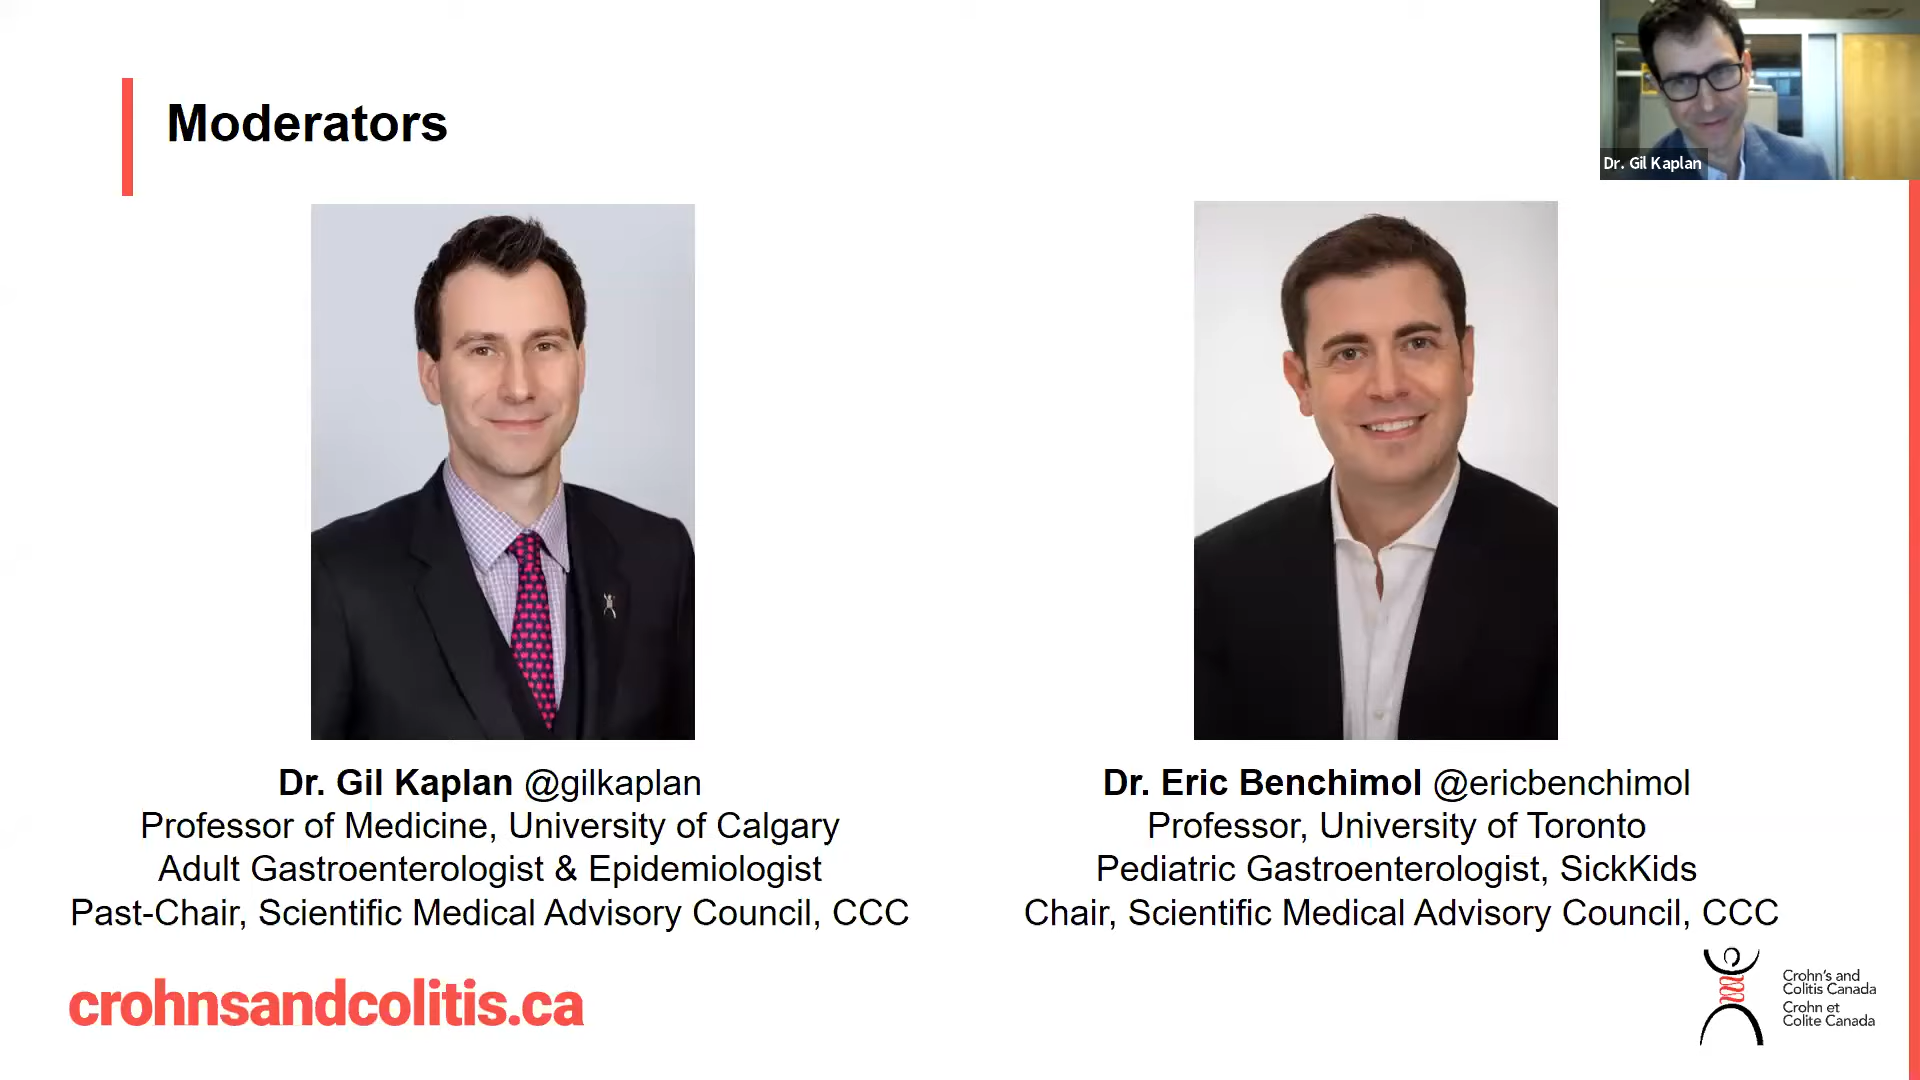 Moderators
Dr. Gil Kaplan
Dr. Gil Kaplan @gilkaplan
Professor of Medicine, University of Calgary
Adult Gastroenterologist & Epidemiologist
Past-Chair, Scientific Medical Advisory Council, CCC
Dr. Eric Benchimol @ericbenchimol
Professor, University of Toronto
Pediatric Gastroenterologist, SickKids
Chair, Scientific Medical Advisory Council, CCC
crohnsandcolitis.ca
Crohn's and
Colitis Canada
Crohn et
Colite Canada